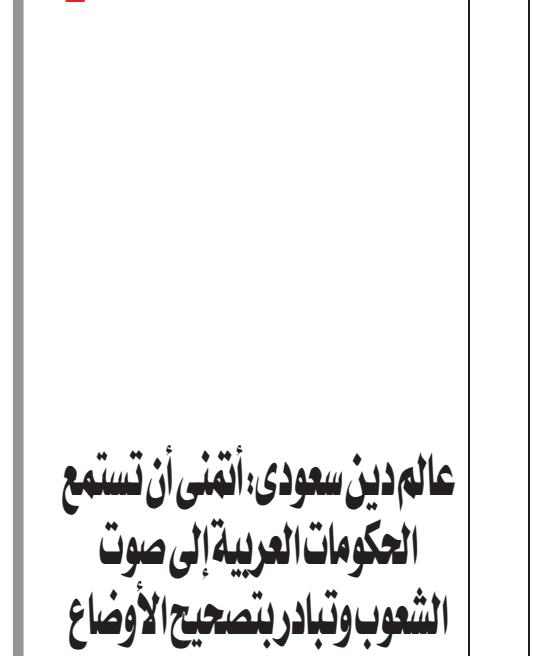 عالم دين سعودى: أتمنى أن تستمع
الحكومات العربية إلى صوت
الشعوب وتبادر بتصحيح الأوضاع